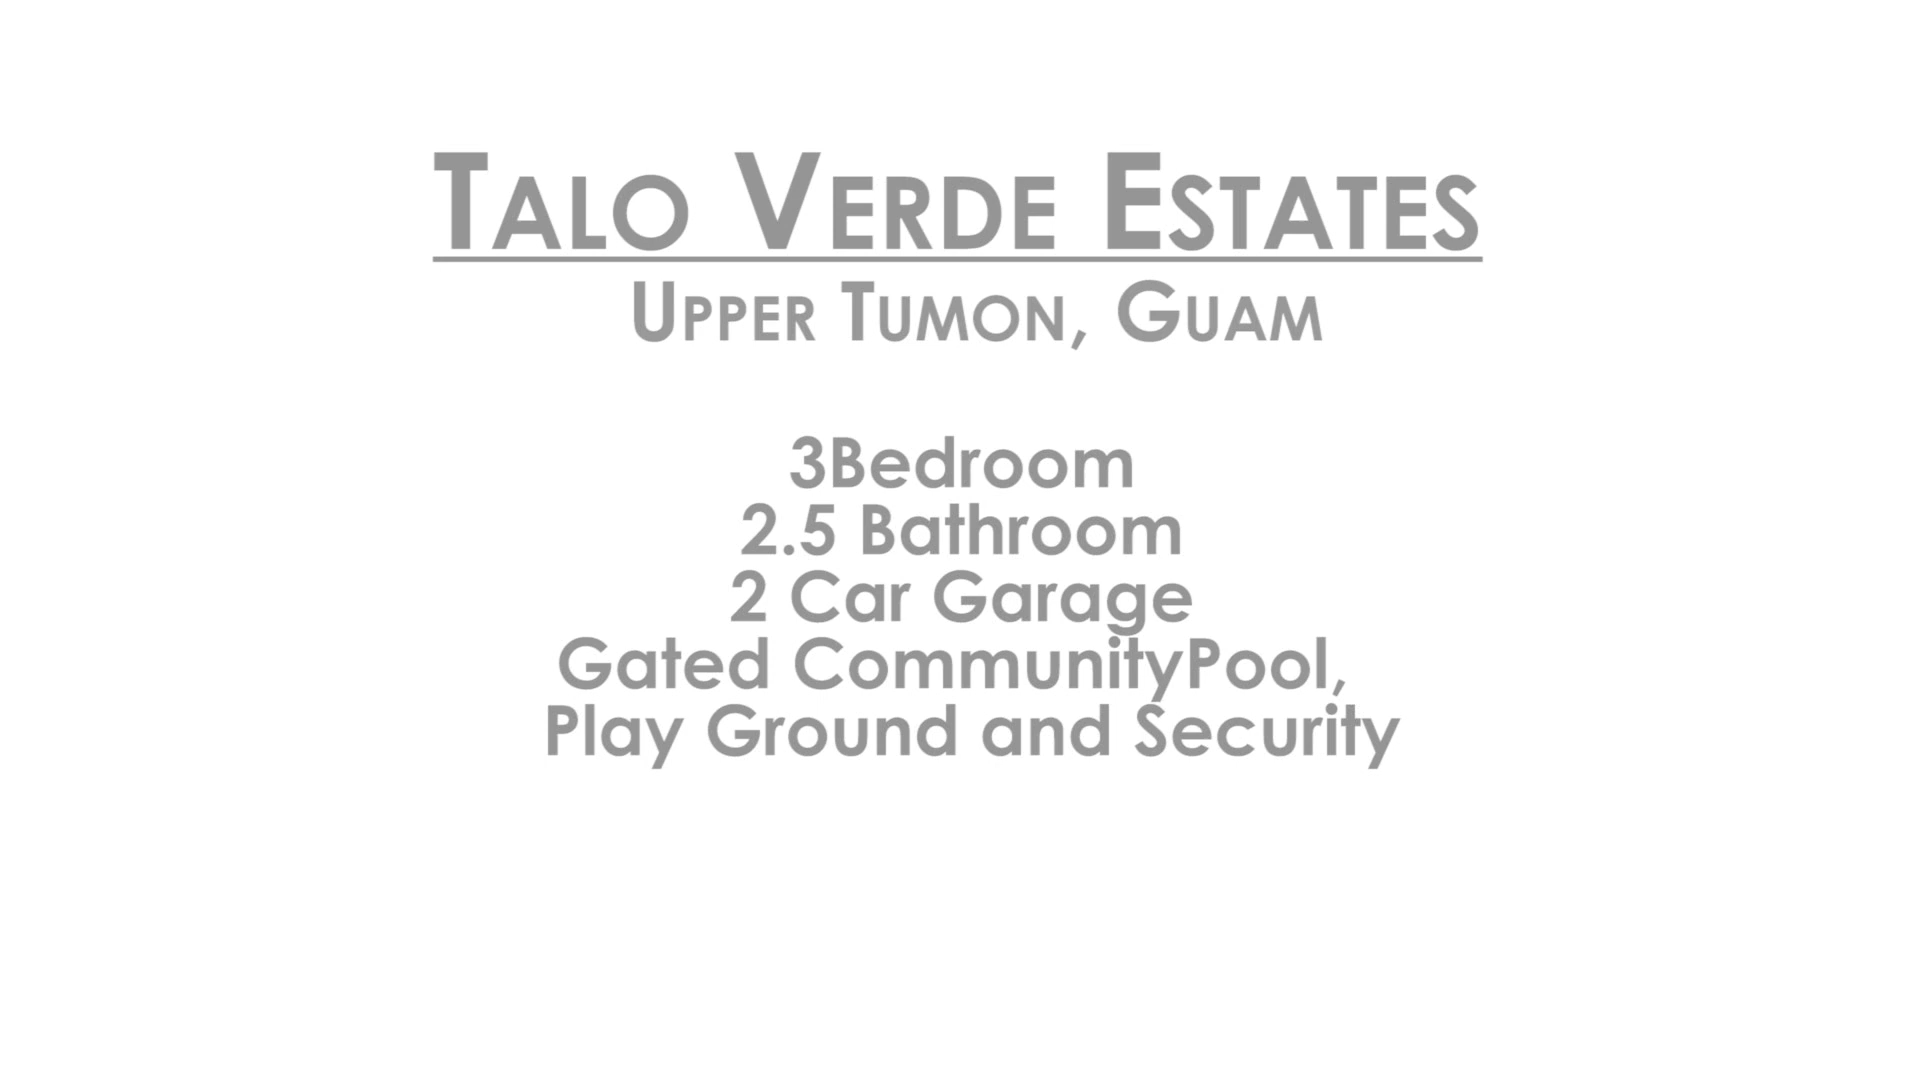 Talo Verde Estates
Upper Tumon, Guam
3Bedroom
2.5 Bathroom
2 Car Garage
Gated CommunityPool,
Play Ground and Security